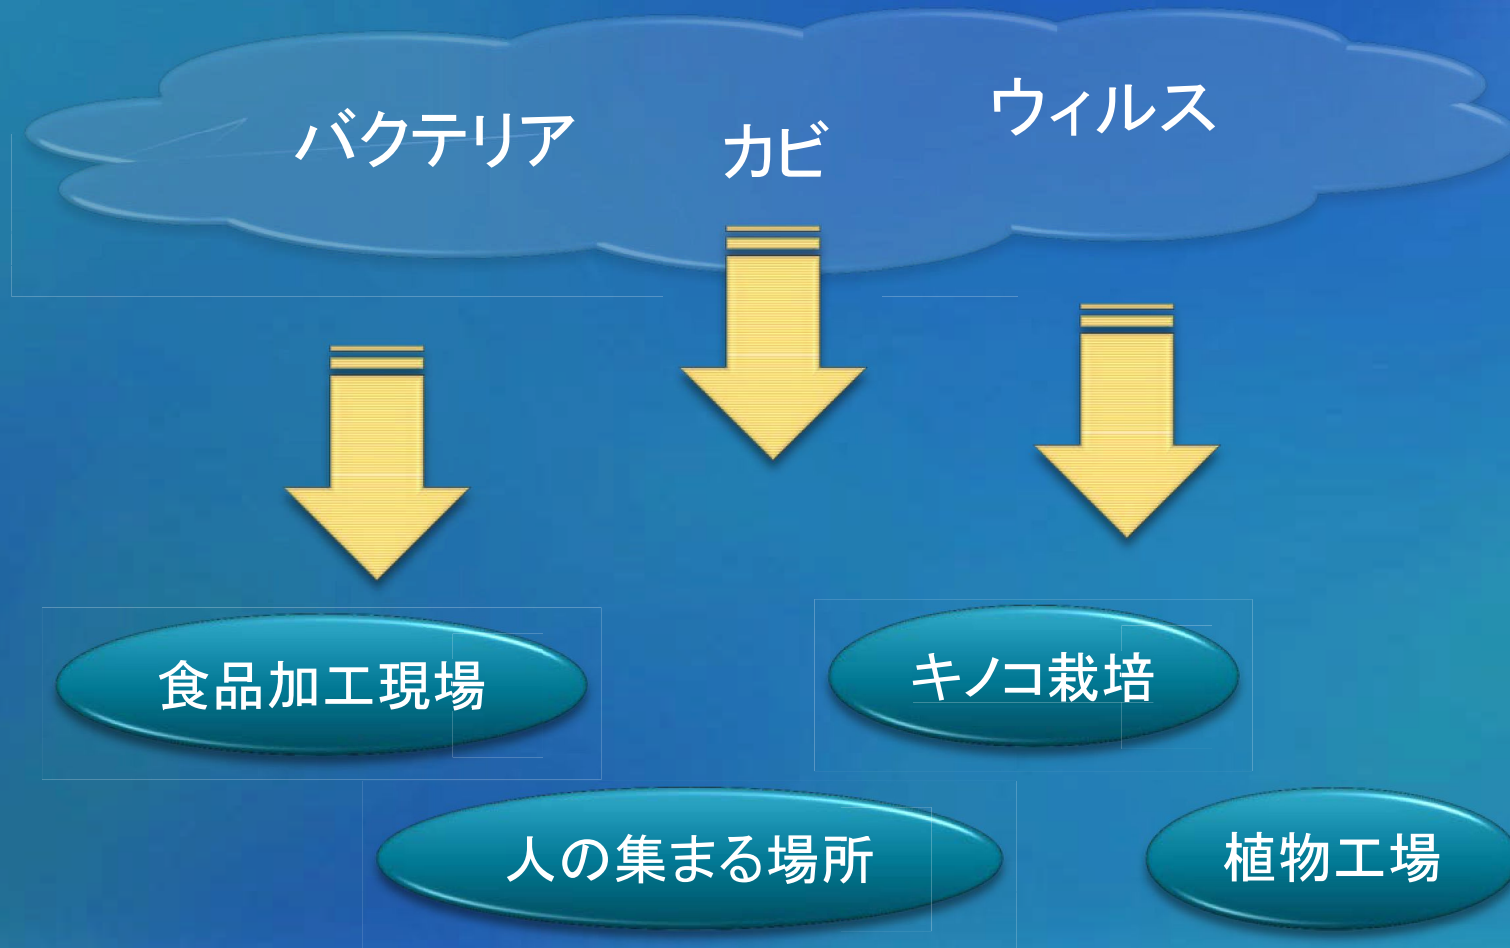 バクテリア
カビ
ウィルス
食品加工現場
キノコ栽培
人の集まる場所
植物工場